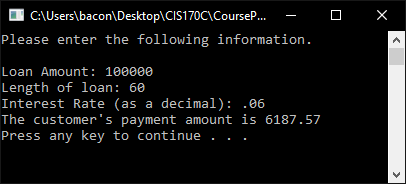 C:\Users\bacon\Desktop\CIS170C\CourseP...
Please enter the following information.
Loan Amount: 100000
Length of loan: 60
Interest Rate (as a decimal): .06
The customer's payment amount is 6187.57
Press any key to continue . . .